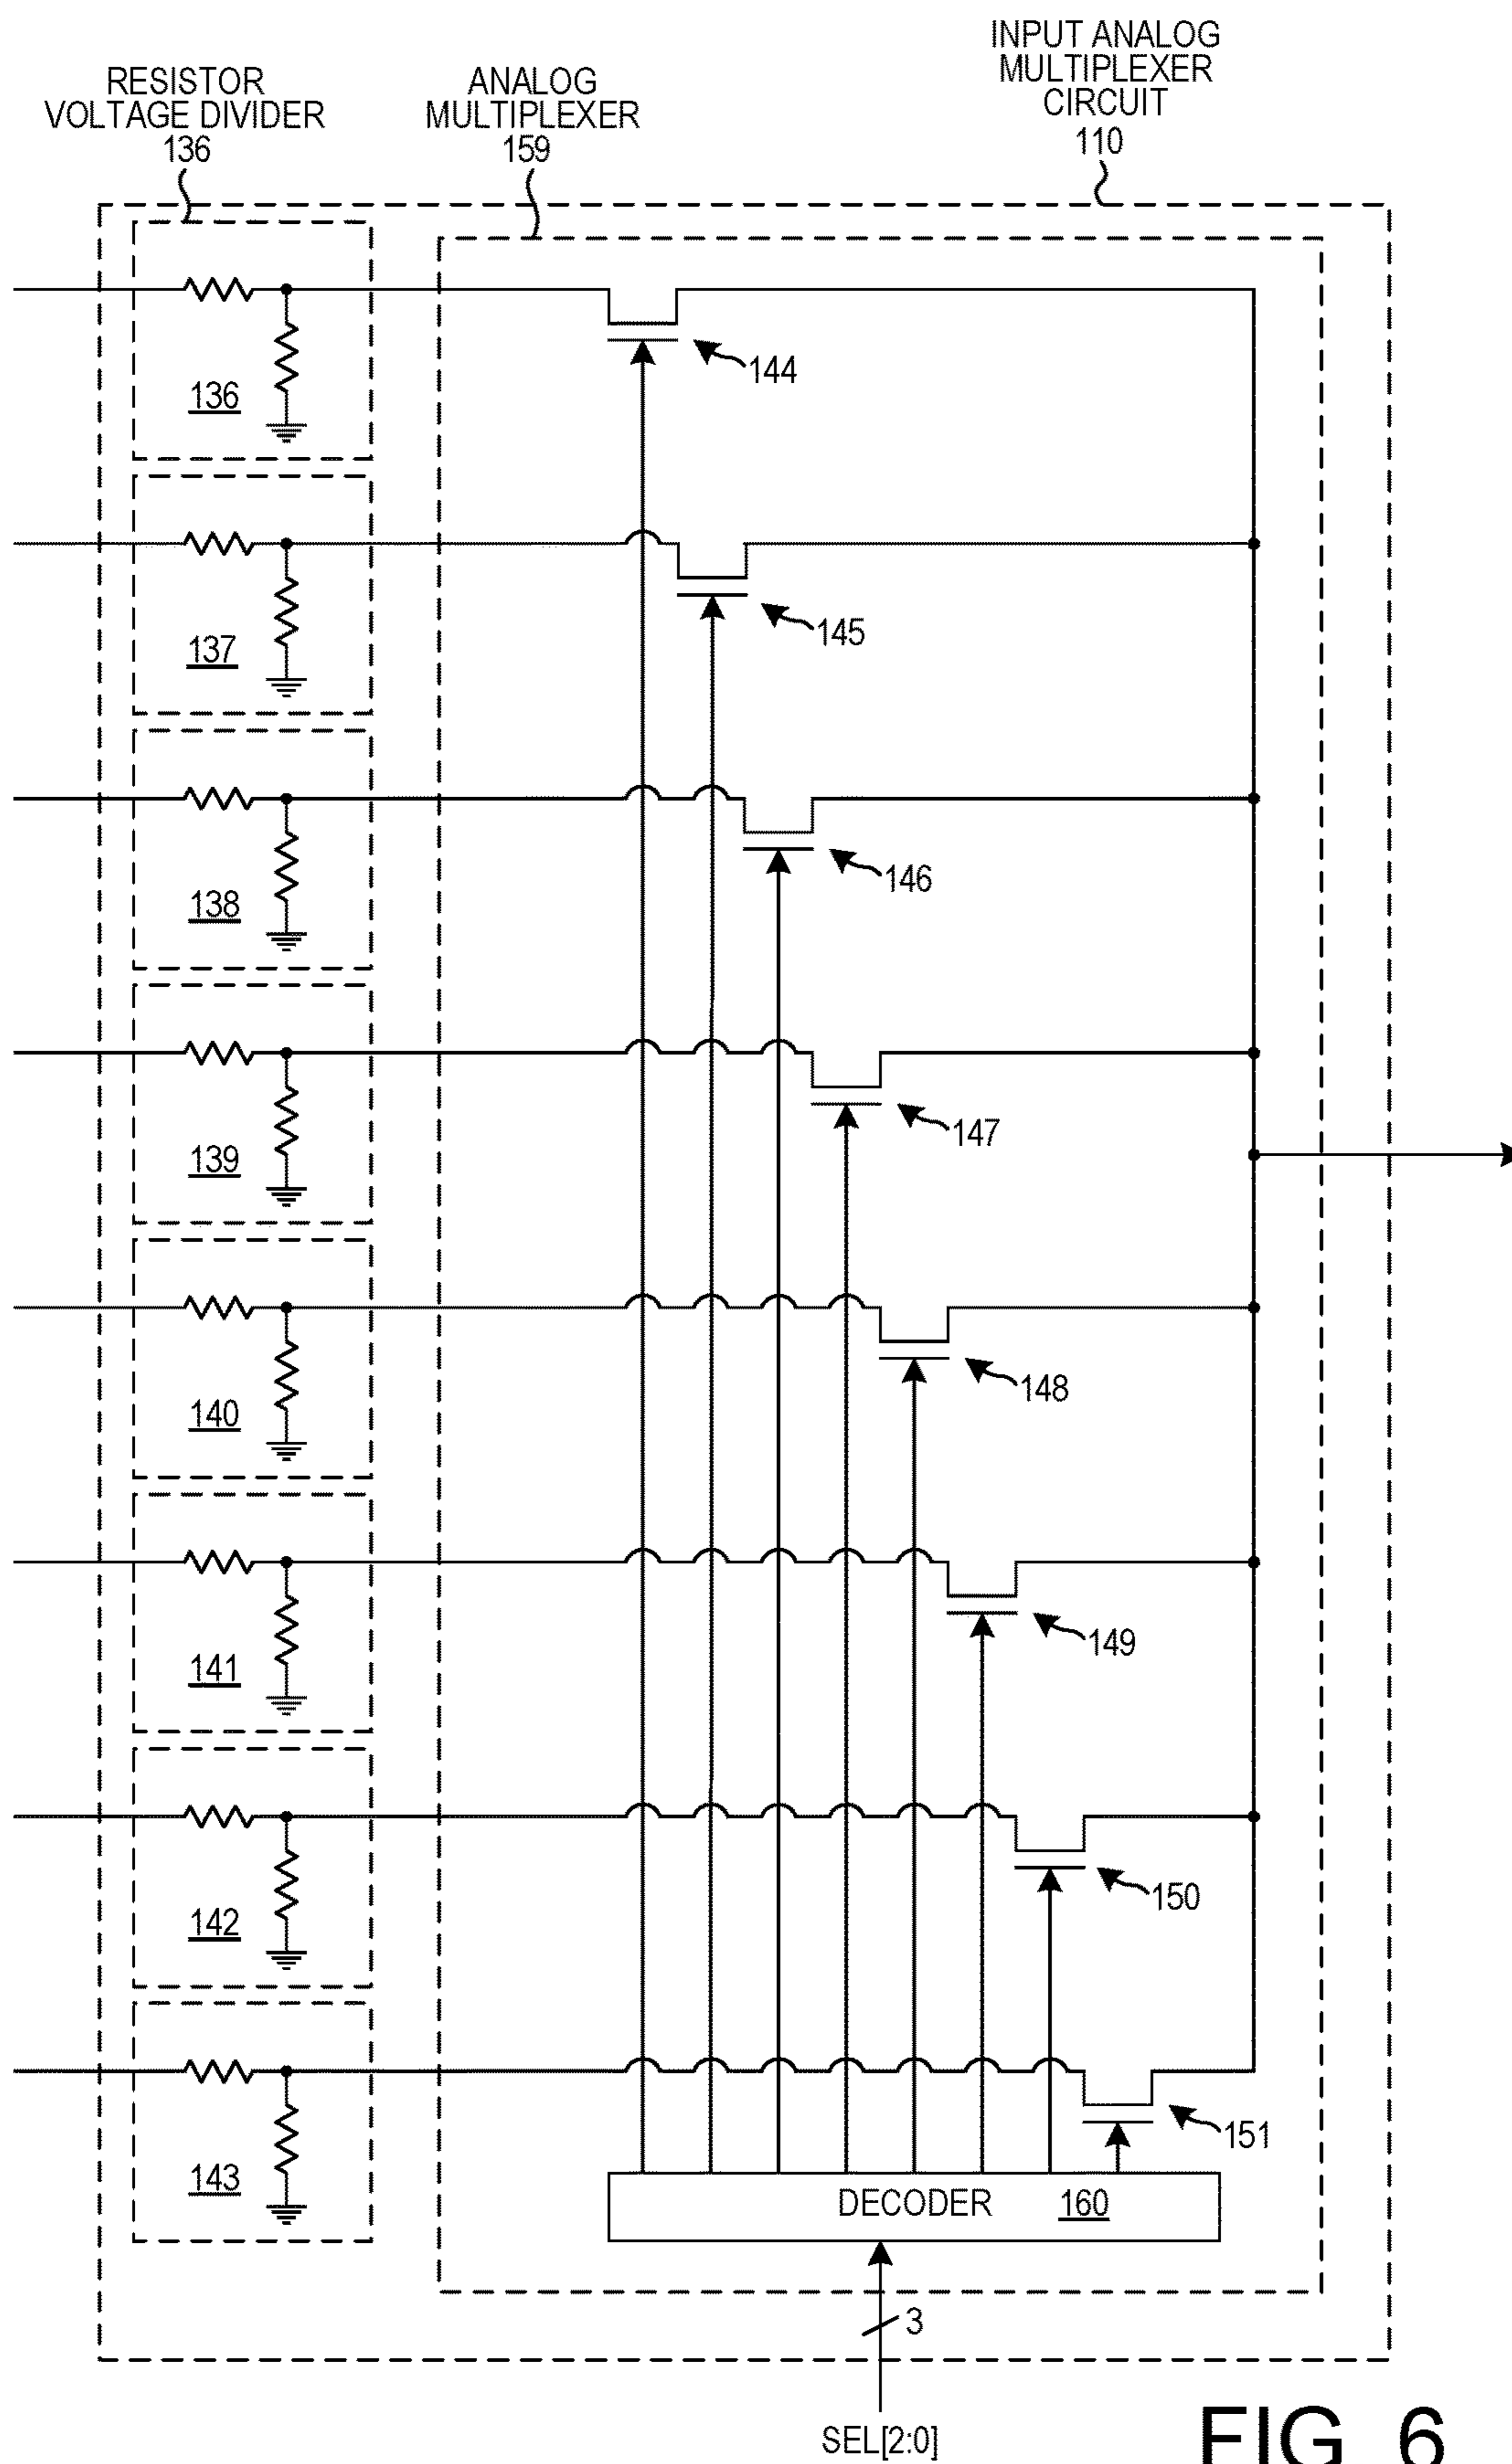 RESISTOR
VOLTAGE DIVIDER
136
ANALOG
MULTIPLEXER
159
INPUT ANALOG
MULTIPLEXER
CIRCUIT
110
136
144
137
145
138
146
139
147
140
148
141
149
142
150
143
151
DECODER 160
3
SEL[2:0]
FIG. 6